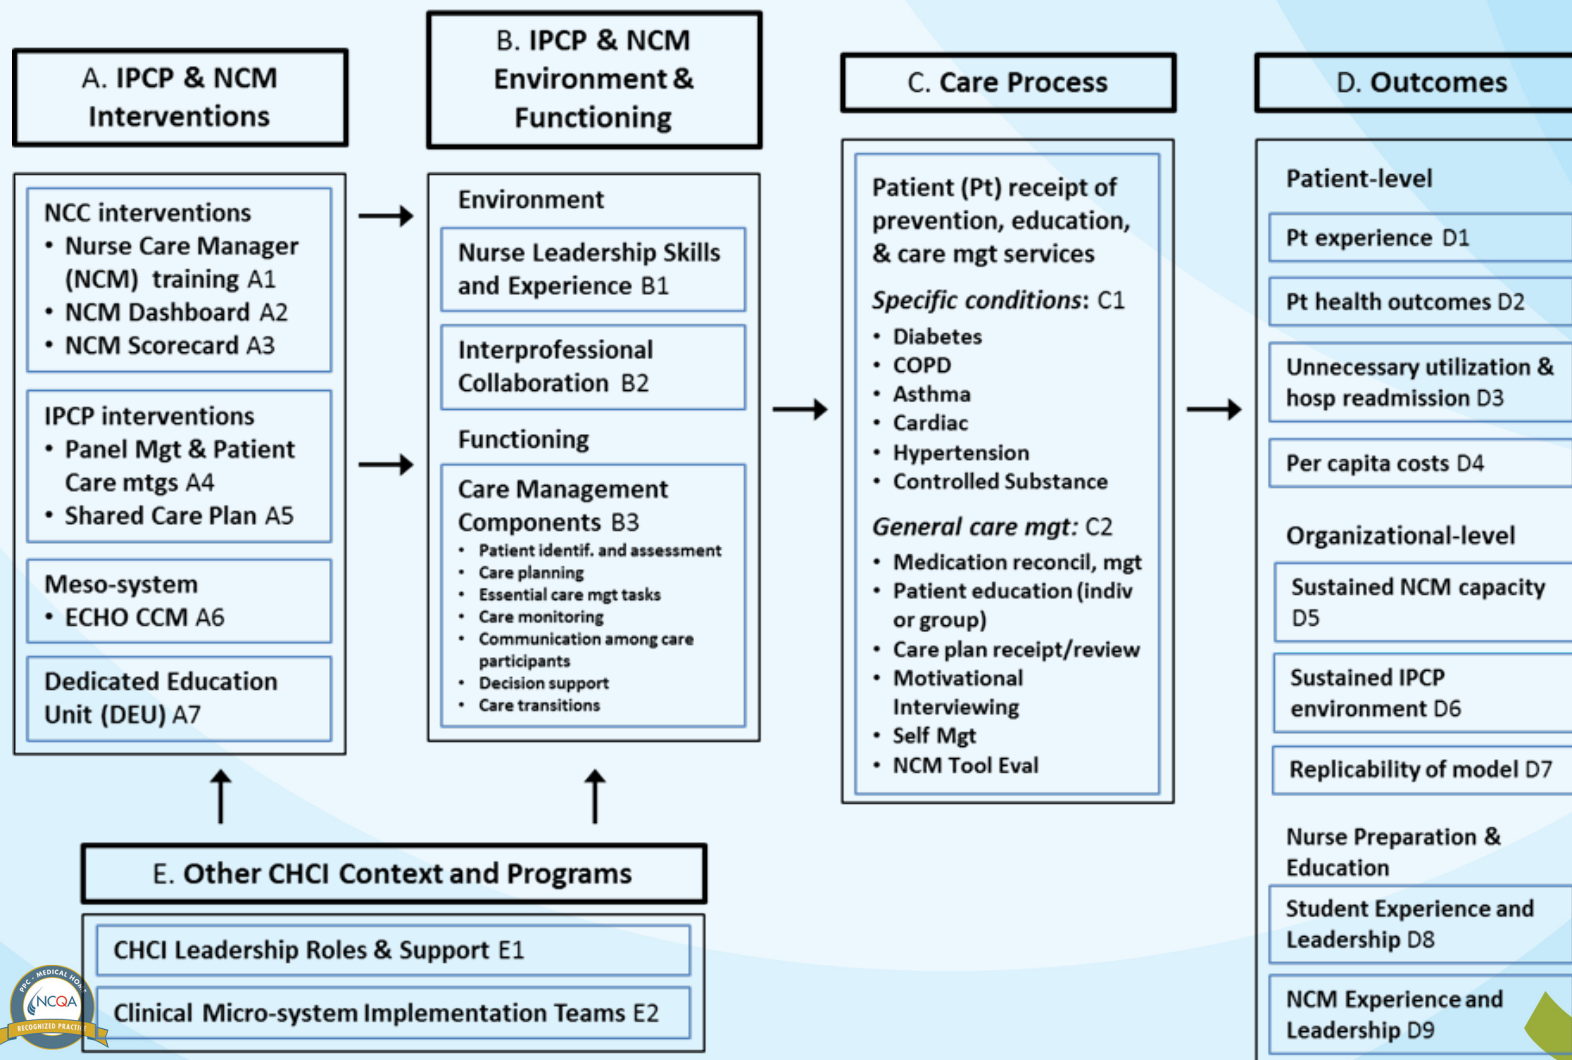 A. IPCP & NCM
Interventions
NCC interventions
• Nurse Care Manager
(NCM) training A1
• NCM Dashboard A2
• NCM Scorecard A3
IPCP interventions
• Panel Mgt & Patient
Care mtgs A4
• Shared Care Plan A5
Meso-system
• ECHO CCM A6
Dedicated Education
Unit (DEU) A7
B. IPCP & NCM
Environment &
Functioning
Environment
Nurse Leadership Skills
and Experience B1
Interprofessional
Collaboration B2
Functioning
Care Management
Components B3
• Patient identif. and assessment
• Care planning
• Essential care mgt tasks
• Care monitoring
• Communication among care
participants
• Decision support
• Care transitions
C. Care Process
Patient (Pt) receipt of
prevention, education,
& care mgt services
Specific conditions: C1
• Diabetes
• COPD
• Asthma
• Cardiac
• Hypertension
• Controlled Substance
General care mgt: C2
• Medication reconcil, mgt
• Patient education (indiv
or group)
• Care plan receipt/review
• Motivational
Interviewing
• Self Mgt
• NCM Tool Eval
D. Outcomes
Patient-level
Pt experience D1
Pt health outcomes D2
Unnecessary utilization &
hosp readmission D3
Per capita costs D4
Organizational-level
Sustained NCM capacity
D5
Sustained IPCP
environment D6
Replicability of model D7
Nurse Preparation &
Education
Student Experience and
Leadership D8
NCM Experience and
Leadership D9
E. Other CHCI Context and Programs
CHCI Leadership Roles & Support E1
Clinical Micro-system Implementation Teams E2
PPC - MEDICAL HO
NCQA
RECOGNIZED PRACTI